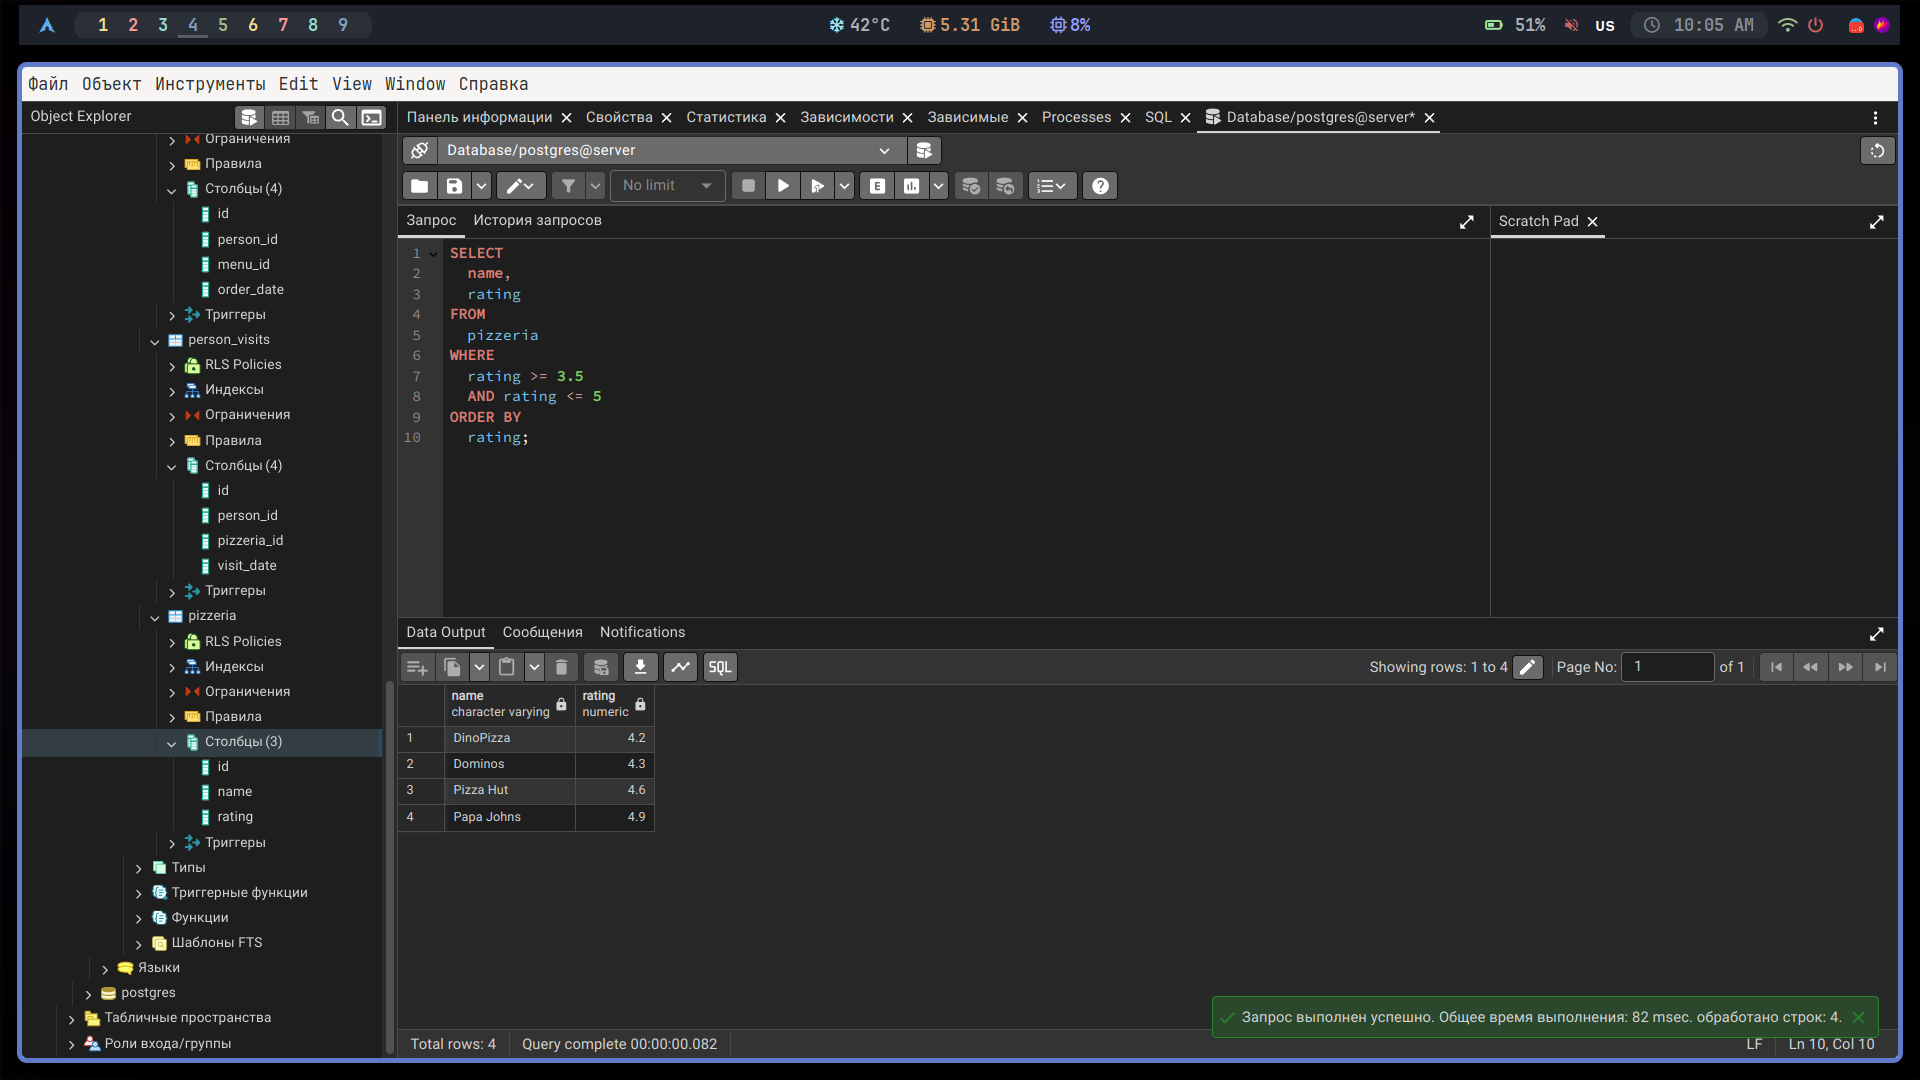 1 2 3 4 5 6 7 8 9
42°C 5.31 GiB 8%
51% US 10:05 AM
Файл Объект Инструменты Edit View Window Справка
Object Explorer
Ограничения
Правила
Столбцы (4)
id
person_id
menu_id
order_date
Триггеры
person_visits
RLS Policies
Индексы
Ограничения
Правила
Столбцы (4)
id
person_id
pizzeria_id
visit_date
Триггеры
pizzeria
RLS Policies
Индексы
Ограничения
Правила
Столбцы (3)
id
name
rating
Триггеры
Типы
Триггерные функции
Функции
Шаблоны FTS
Языки
postgres
Табличные пространства
Роли входа/группы
Панель информации Свойства Статистика Зависимости Зависимые Processes SQL Database/postgres@server*
Database/postgres@server
No limit E
Запрос История запросов
Scratch Pad
1 SELECT
2 name,
3 rating
4 FROM
5 pizzeria
6 WHERE
7 rating >= 3.5
8 AND rating <= 5
9 ORDER BY
10 rating;
Data Output Сообщения Notifications
SQL Showing rows: 1 to 4 Page No: 1 of 1
name rating
character varying numeric
1 DinoPizza 4.2
2 Dominos 4.3
3 Pizza Hut 4.6
4 Papa Johns 4.9
Запрос выполнен успешно. Общее время выполнения: 82 msec. обработано строк: 4.
Total rows: 4 Query complete 00:00:00.082 LF Ln 10, Col 10